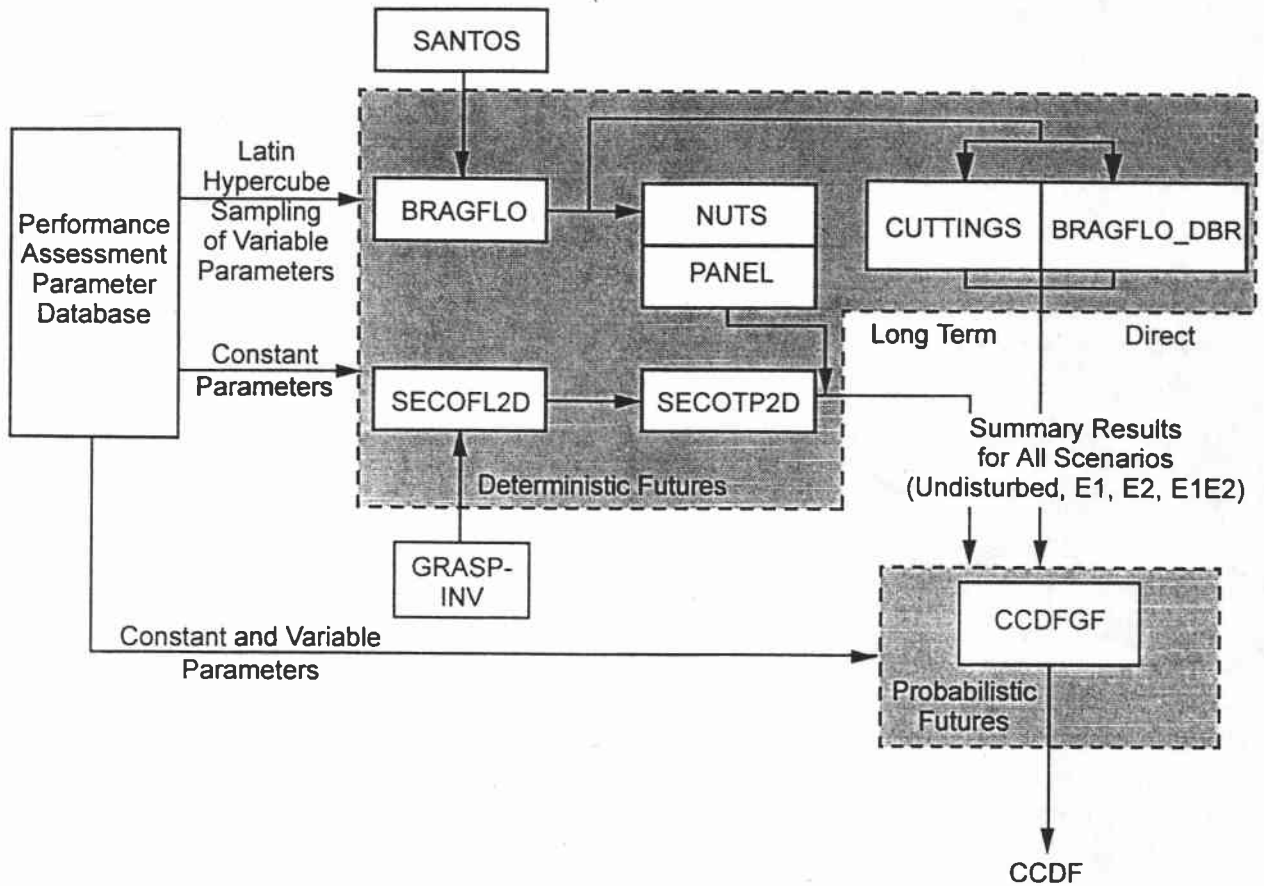 SANTOS
Performance
Assessment
Parameter
Database
Latin
Hypercube
Sampling
of Variable
Parameters
BRAGFLO
NUTS
PANEL
CUTTINGS
BRAGFLO_DBR
Constant
Parameters
SECOFL2D
SECOTP2D
Long Term
Direct
Deterministic Futures
Summary Results
for All Scenarios
(Undisturbed, E1, E2, E1E2)
GRASP-
INV
Constant and Variable
Parameters
CCDFGF
Probabilistic
Futures
CCDF